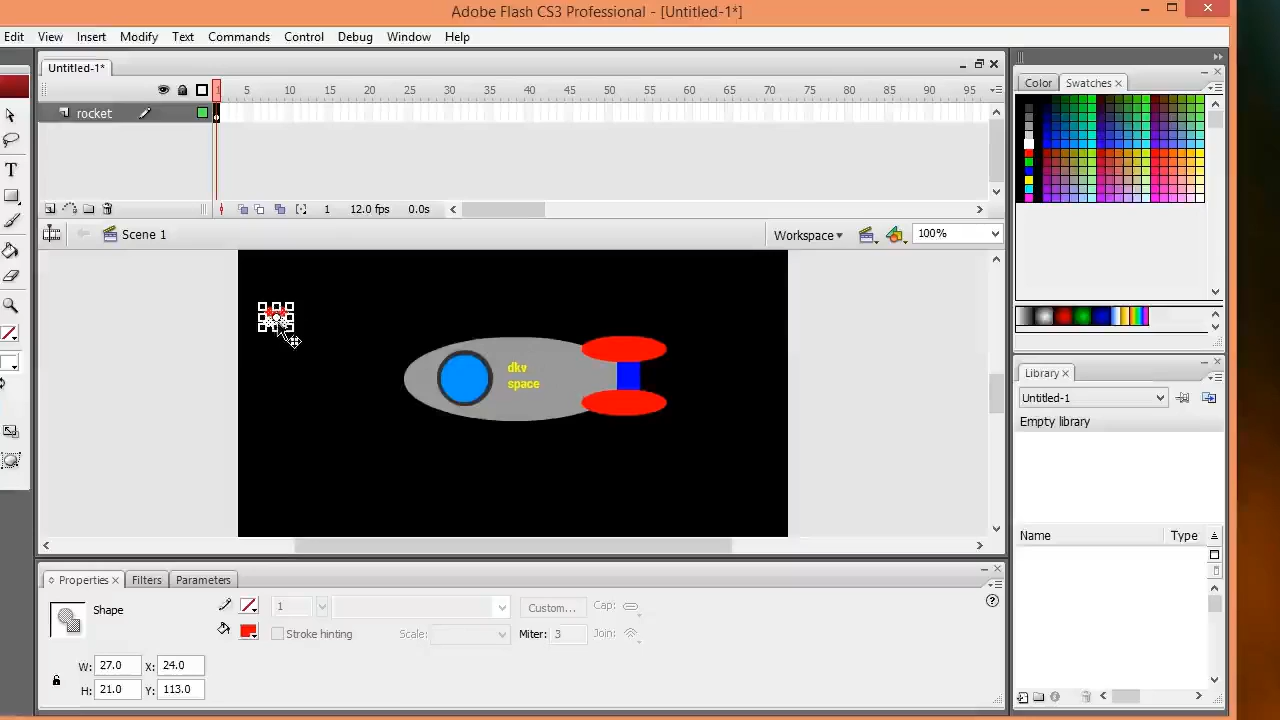 Adobe Flash CS3 Professional - [Untitled-1*]
Edit View Insert Modify Text Commands Control Debug Window Help
Untitled-1*
1 5 10 15 20 25 30 35 40 45 50 55 60 65 70 75 80 85 90 95
rocket
1 12.0 fps 0.0s
Scene 1
Workspace 100%
dkv
space
Color Swatches
Library
Untitled-1
Empty library
Name Type
Properties Filters Parameters
Shape
1
Custom...
Cap:
Stroke hinting
Scale:
Miter: 3
Join:
W: 27.0 X: 24.0
H: 21.0 Y: 113.0